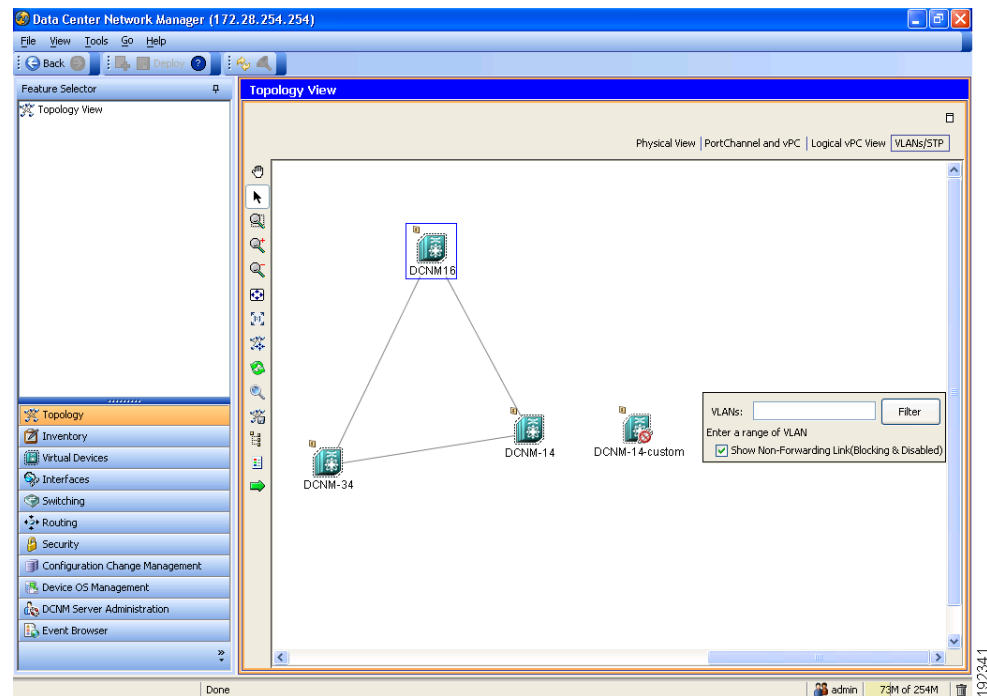 Data Center Network Manager (172.28.254.254)
File View Tools Go Help
Back Deploy
Feature Selector
Topology View
Topology View
Physical View | PortChannel and vPC | Logical vPC View VLANs/STP
DCNM16
DCNM-14
DCNM-14-custom
DCNM-34
VLANs: Filter
Enter a range of VLAN
Show Non-Forwarding Link(Blocking & Disabled)
Topology
Inventory
Virtual Devices
Interfaces
Switching
Routing
Security
Configuration Change Management
Device OS Management
DCNM Server Administration
Event Browser
Done
admin 73M of 254M
192341